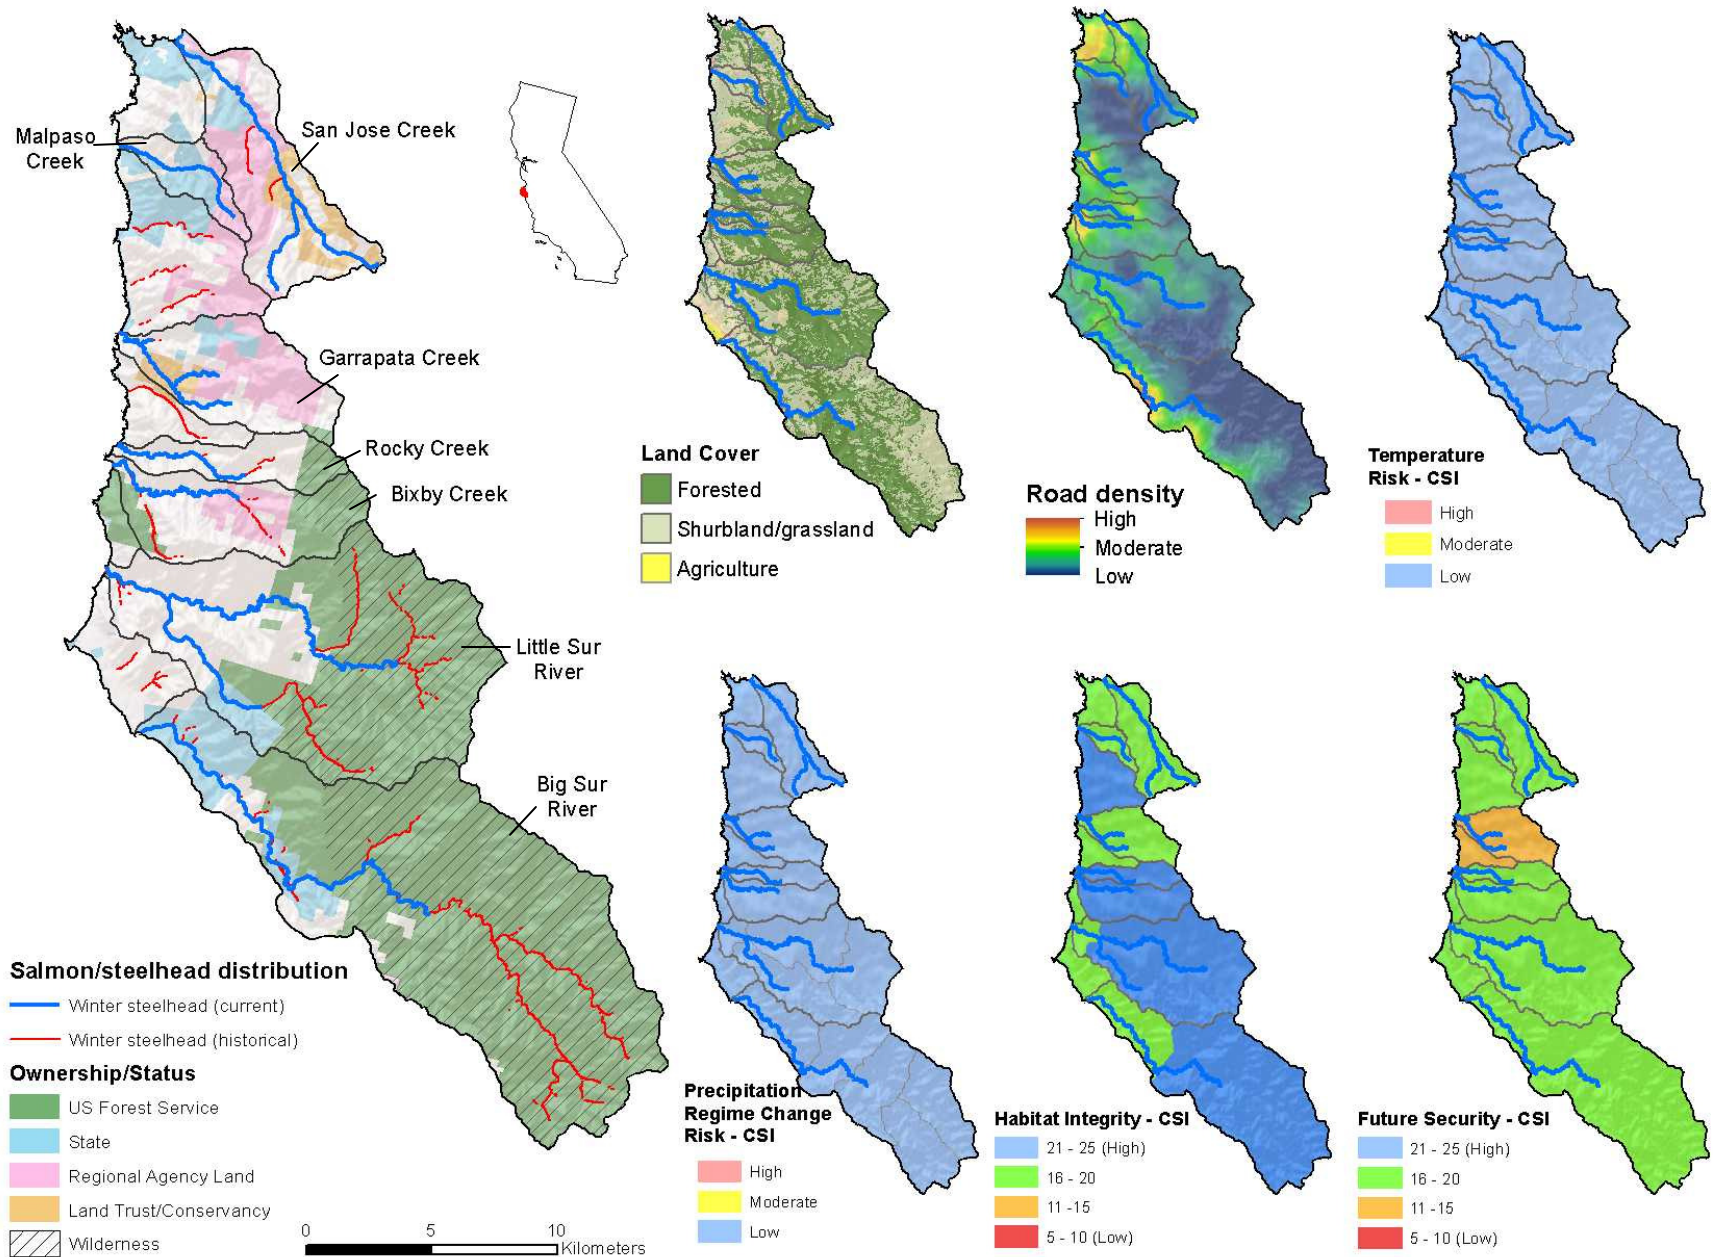 Malpaso
Creek
San Jose Creek
Garrapata Creek
Rocky Creek
Bixby Creek
Little Sur
River
Big Sur
River
Salmon/steelhead distribution
Winter steelhead (current)
Winter steelhead (historical)
Ownership/Status
US Forest Service
State
Regional Agency Land
Land Trust/Conservancy
Wilderness
0 5 10
Kilometers
Land Cover
Forested
Shurbland/grassland
Agriculture
Road density
High
Moderate
Low
Temperature
Risk - CSI
High
Moderate
Low
Precipitation
Regime Change
Risk - CSI
High
Moderate
Low
Habitat Integrity - CSI
21 - 25 (High)
16 - 20
11 -15
5 - 10 (Low)
Future Security - CSI
21 - 25 (High)
16 - 20
11 - 15
5 - 10 (Low)